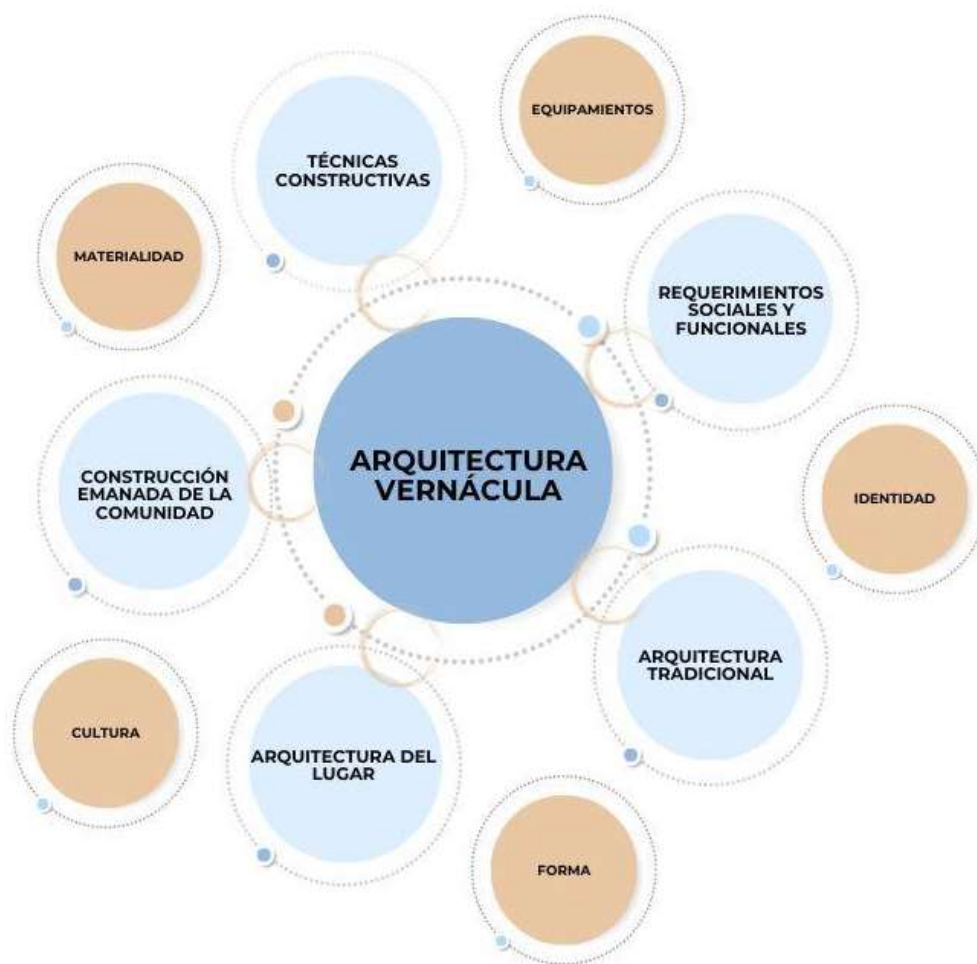 EQUIPAMIENTOS
TÉCNICAS
CONSTRUCTIVAS
MATERIALIDAD
REQUERIMIENTOS
SOCIALES Y
FUNCIONALES
ARQUITECTURA
VERNÁCULA
CONSTRUCCIÓN
EMANADA DE LA
COMUNIDAD
IDENTIDAD
ARQUITECTURA
TRADICIONAL
CULTURA
ARQUITECTURA DEL
LUGAR
FORMA